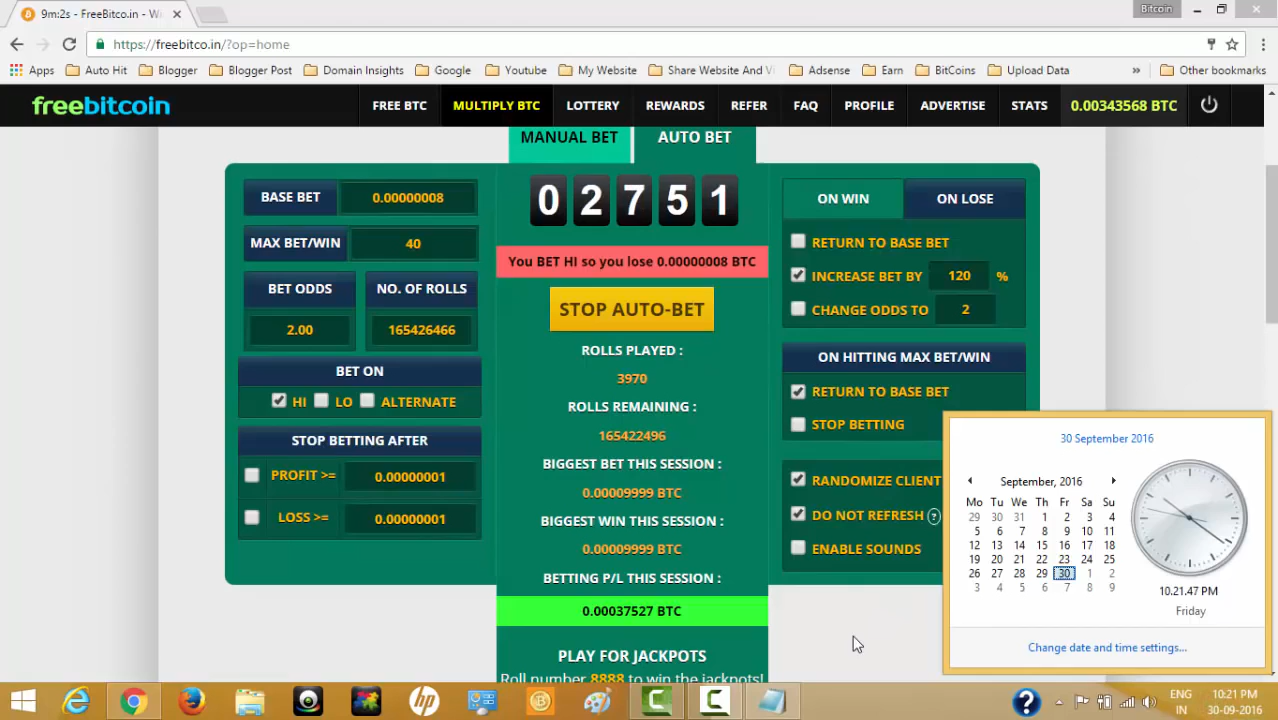 9m:2s - FreeBitco.in - Wi
Bitcoin
https://freebitco.in/?op=home
Apps Auto Hit Blogger Blogger Post Domain Insights Google Youtube My Website Share Website And Vi Adsense Earn BitCoins Upload Data » Other bookmarks
freebitcoin FREE BTC MULTIPLY BTC LOTTERY REWARDS REFER FAQ PROFILE ADVERTISE STATS 0.00343568 BTC
MANUAL BET AUTO BET
BASE BET 0.00000008
MAX BET/WIN 40
BET ODDS NO. OF ROLLS
2.00 165426466
BET ON
HI LO ALTERNATE
STOP BETTING AFTER
PROFIT >= 0.00000001
LOSS >= 0.00000001
0 2 7 5 1
You BET HI so you lose 0.00000008 BTC
STOP AUTO-BET
ROLLS PLAYED :
3970
ROLLS REMAINING :
165422496
BIGGEST BET THIS SESSION :
0.00009999 BTC
BIGGEST WIN THIS SESSION :
0.00009999 BTC
BETTING P/L THIS SESSION :
0.00037527 BTC
PLAY FOR JACKPOTS
Roll number 8888 to win the jackpots!
ON WIN ON LOSE
RETURN TO BASE BET
INCREASE BET BY 120 %
CHANGE ODDS TO 2
ON HITTING MAX BET/WIN
RETURN TO BASE BET
STOP BETTING
RANDOMIZE CLIENT
DO NOT REFRESH ?
ENABLE SOUNDS
30 September 2016
September, 2016
Mo Tu We Th Fr Sa Su
29 30 31 1 2 3 4
5 6 7 8 9 10 11
12 13 14 15 16 17 18
19 20 21 22 23 24 25
26 27 28 29 30 1 2
3 4 5 6 7 8 9
10.21.47 PM
Friday
Change date and time settings...
hp
ENG 10:21 PM
IN 30-09-2016